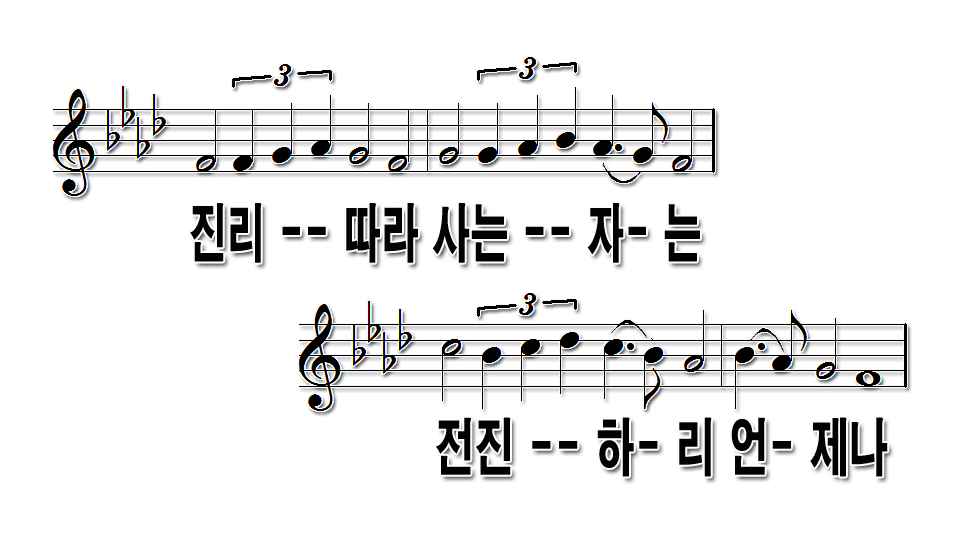 3 3
진리 -- 따라 사는 -- 자- 는
3
전진 -- 하- 리 언- 제나